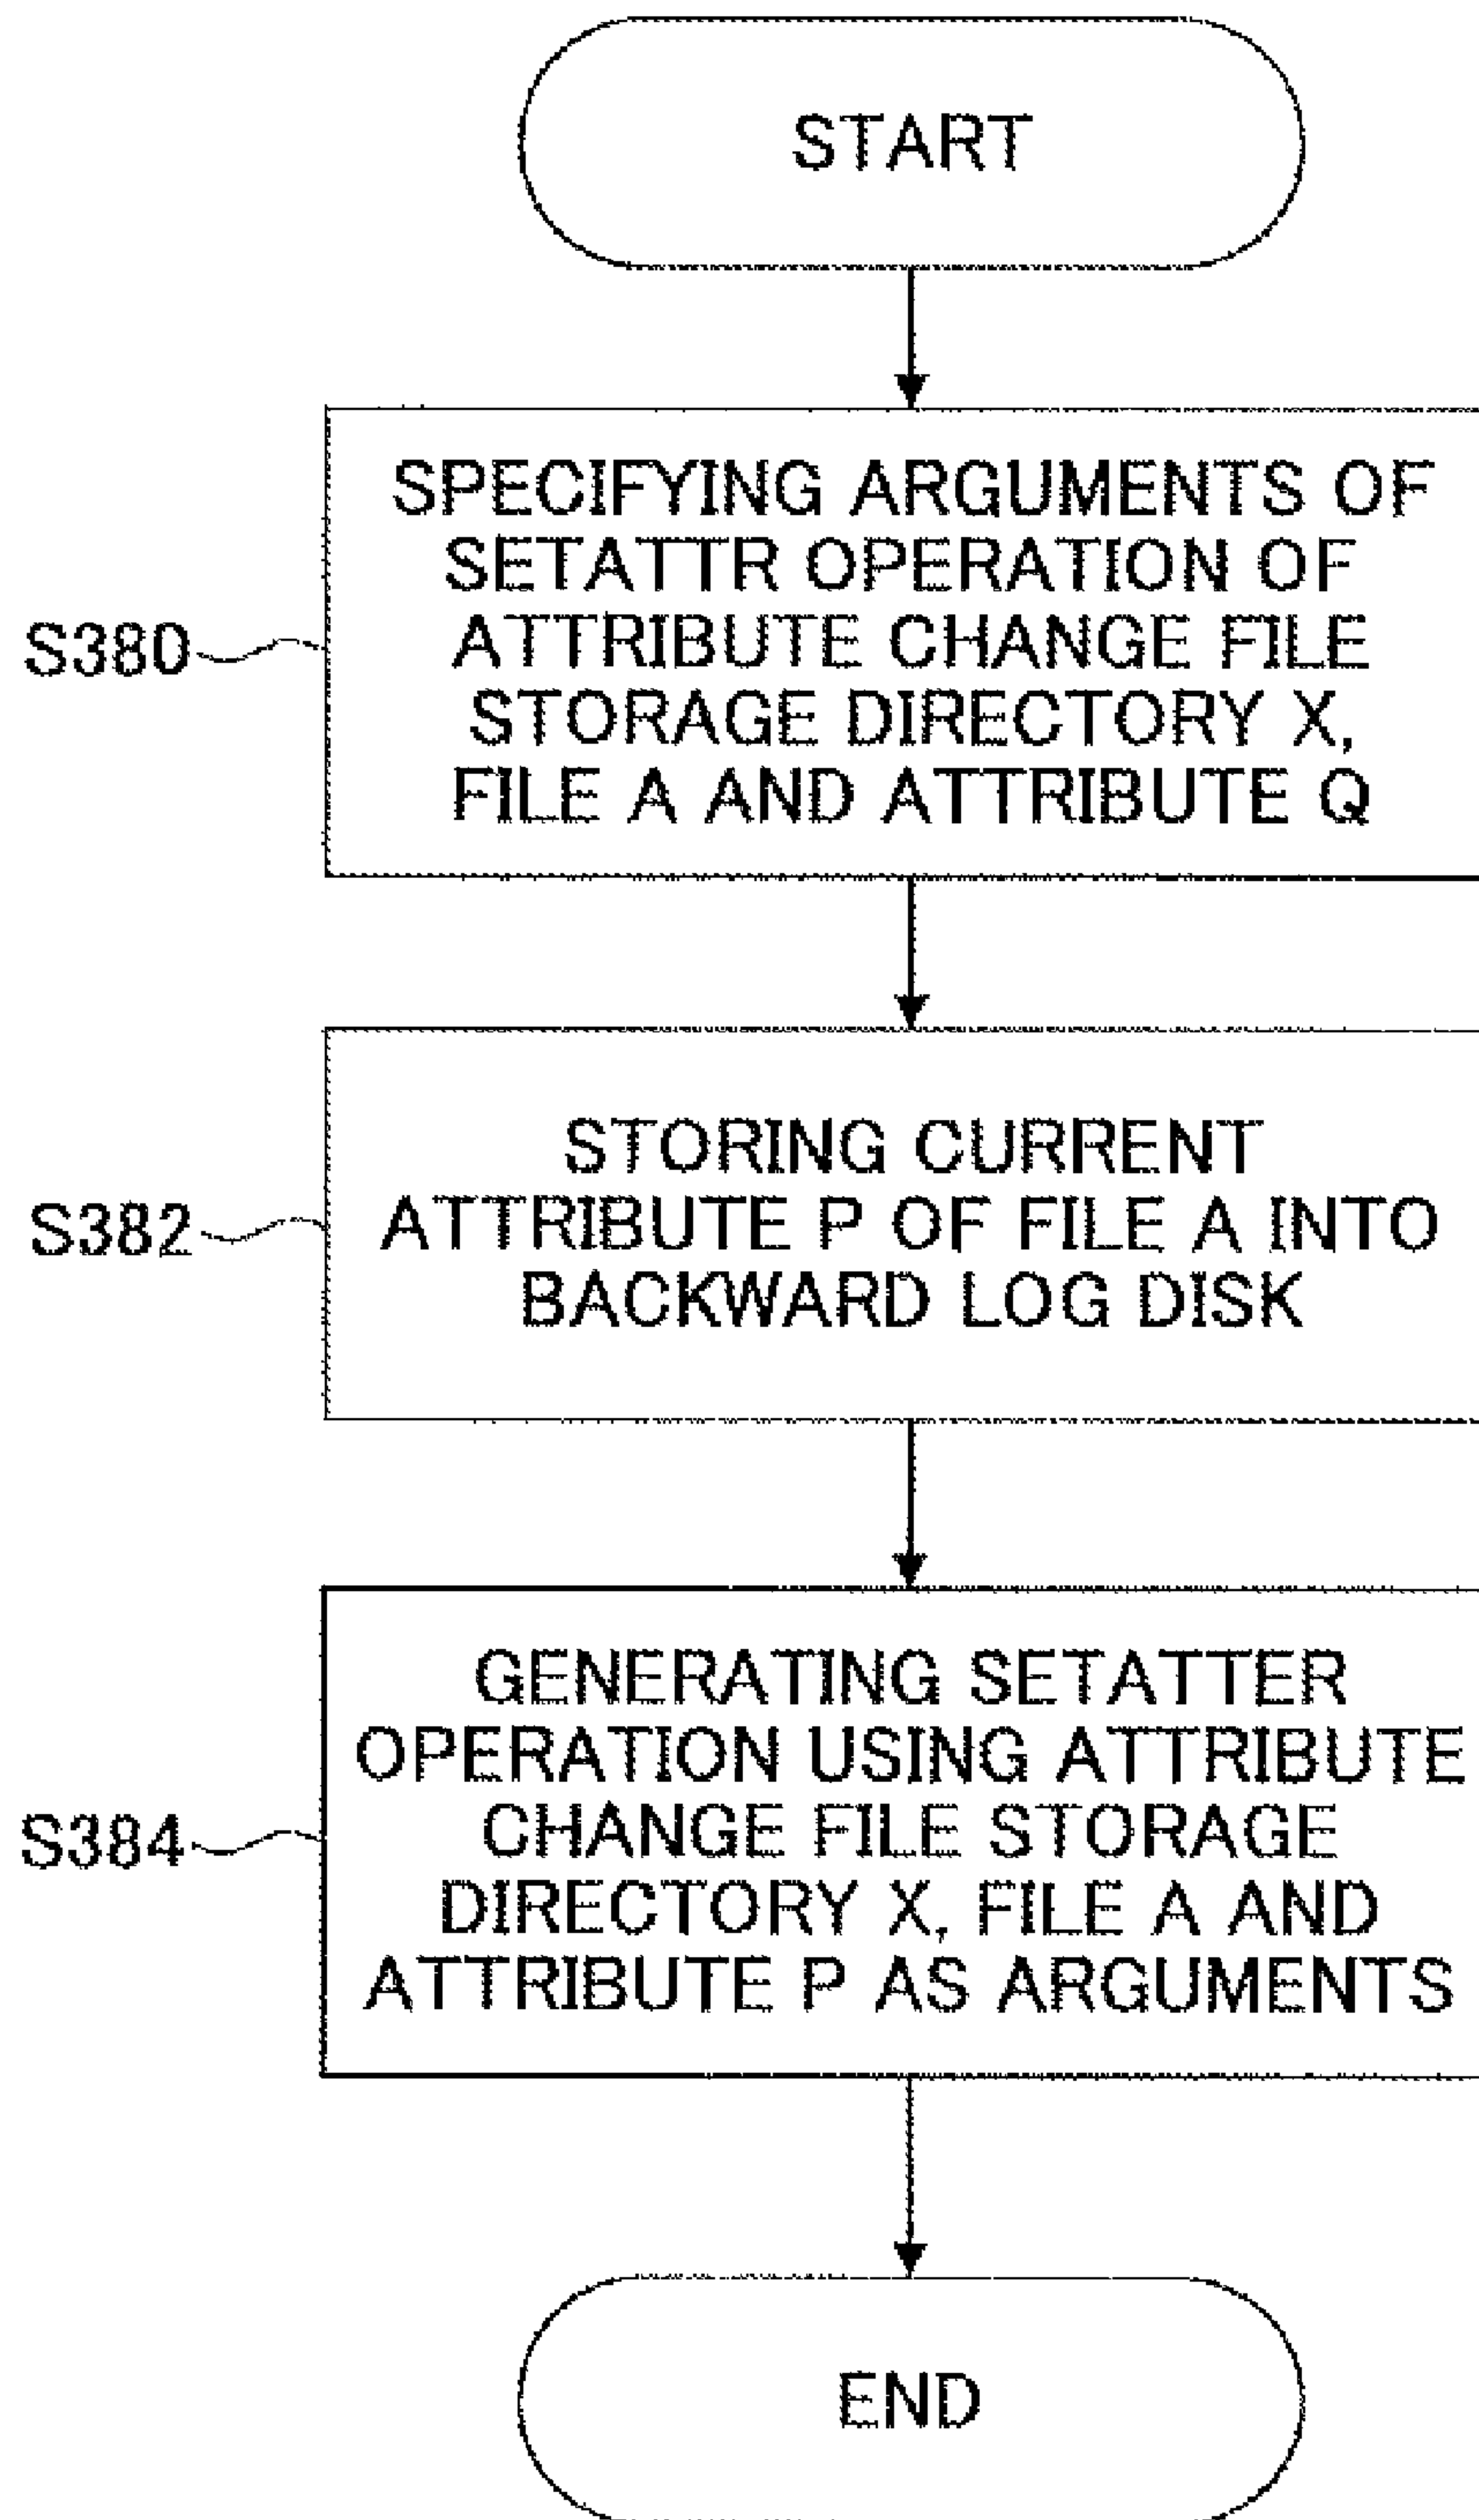 START
SPECIFYING ARGUMENTS OF
SETATTR OPERATION OF
ATTRIBUTE CHANGE FILE
STORAGE DIRECTORY X,
FILE A AND ATTRIBUTE Q
S380
STORING CURRENT
ATTRIBUTE P OF FILE A INTO
BACKWARD LOG DISK
S382
GENERATING SETATTER
OPERATION USING ATTRIBUTE
CHANGE FILE STORAGE
DIRECTORY X, FILE A AND
ATTRIBUTE P AS ARGUMENTS
S384
END